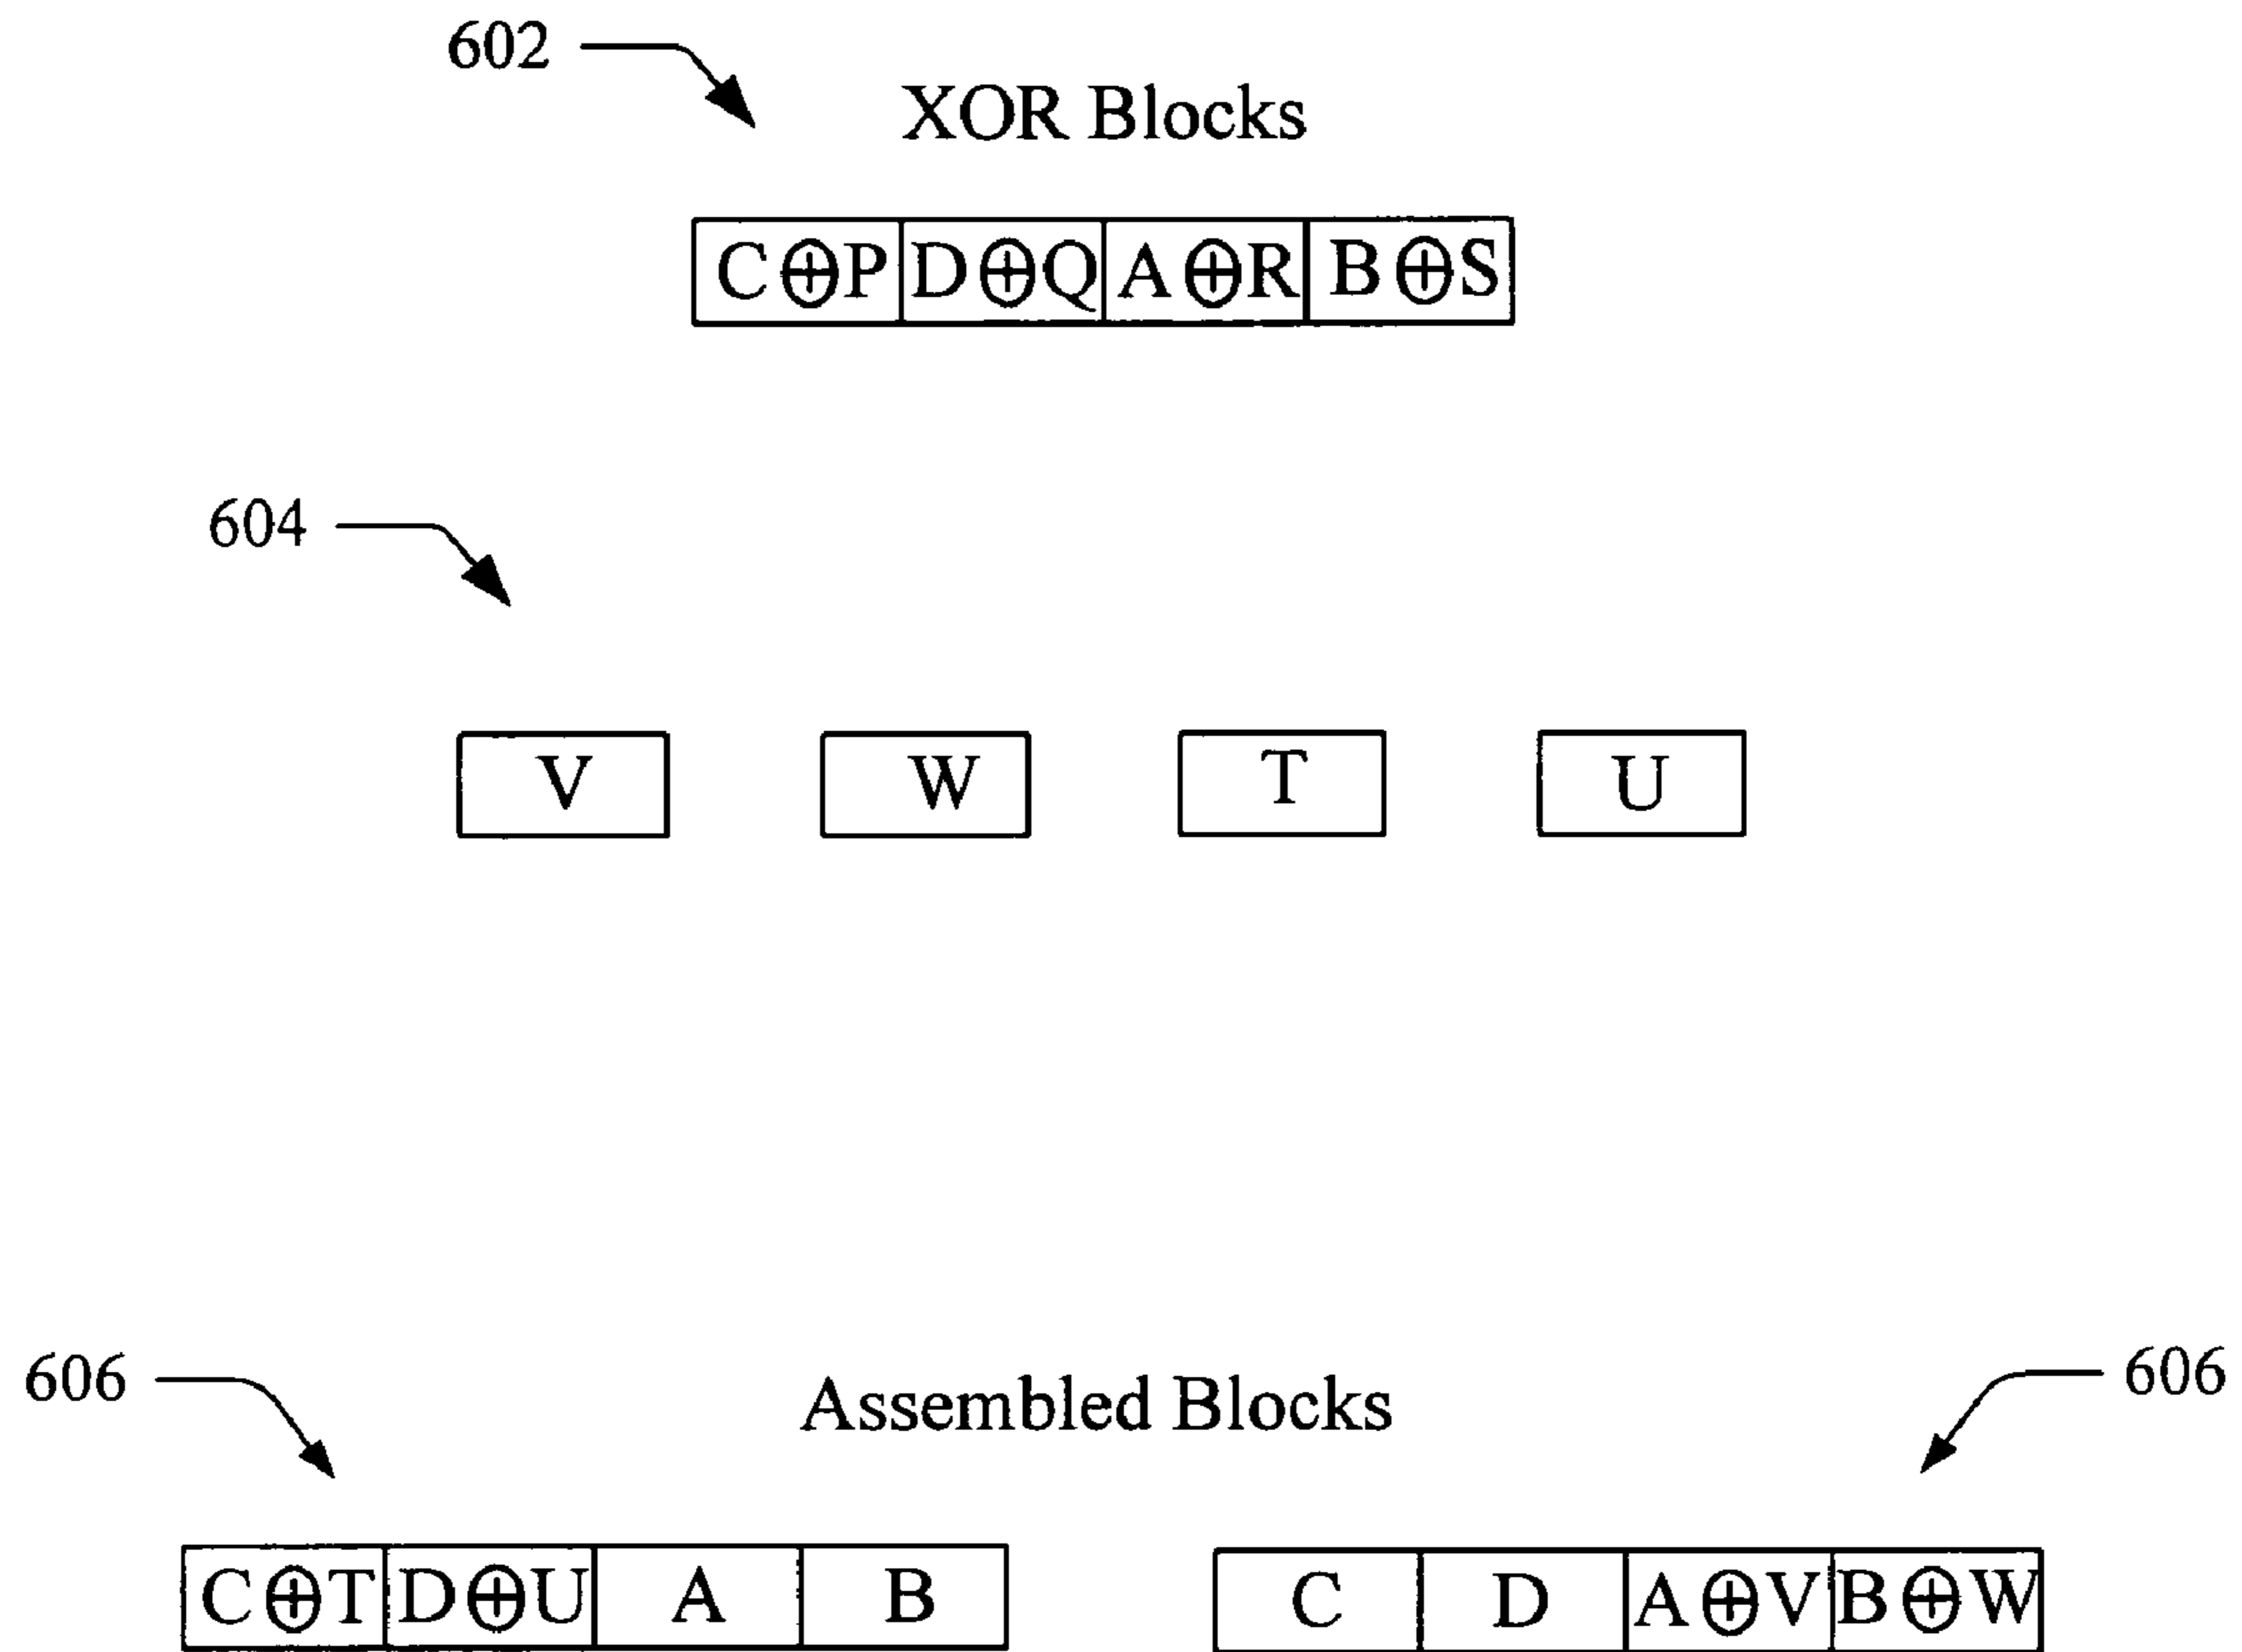 602
XOR Blocks
C⊕P D⊕Q A⊕R B⊕S
604
V W T U
606 Assembled Blocks 606
C⊕T D⊕U A B C D A⊕V B⊕W